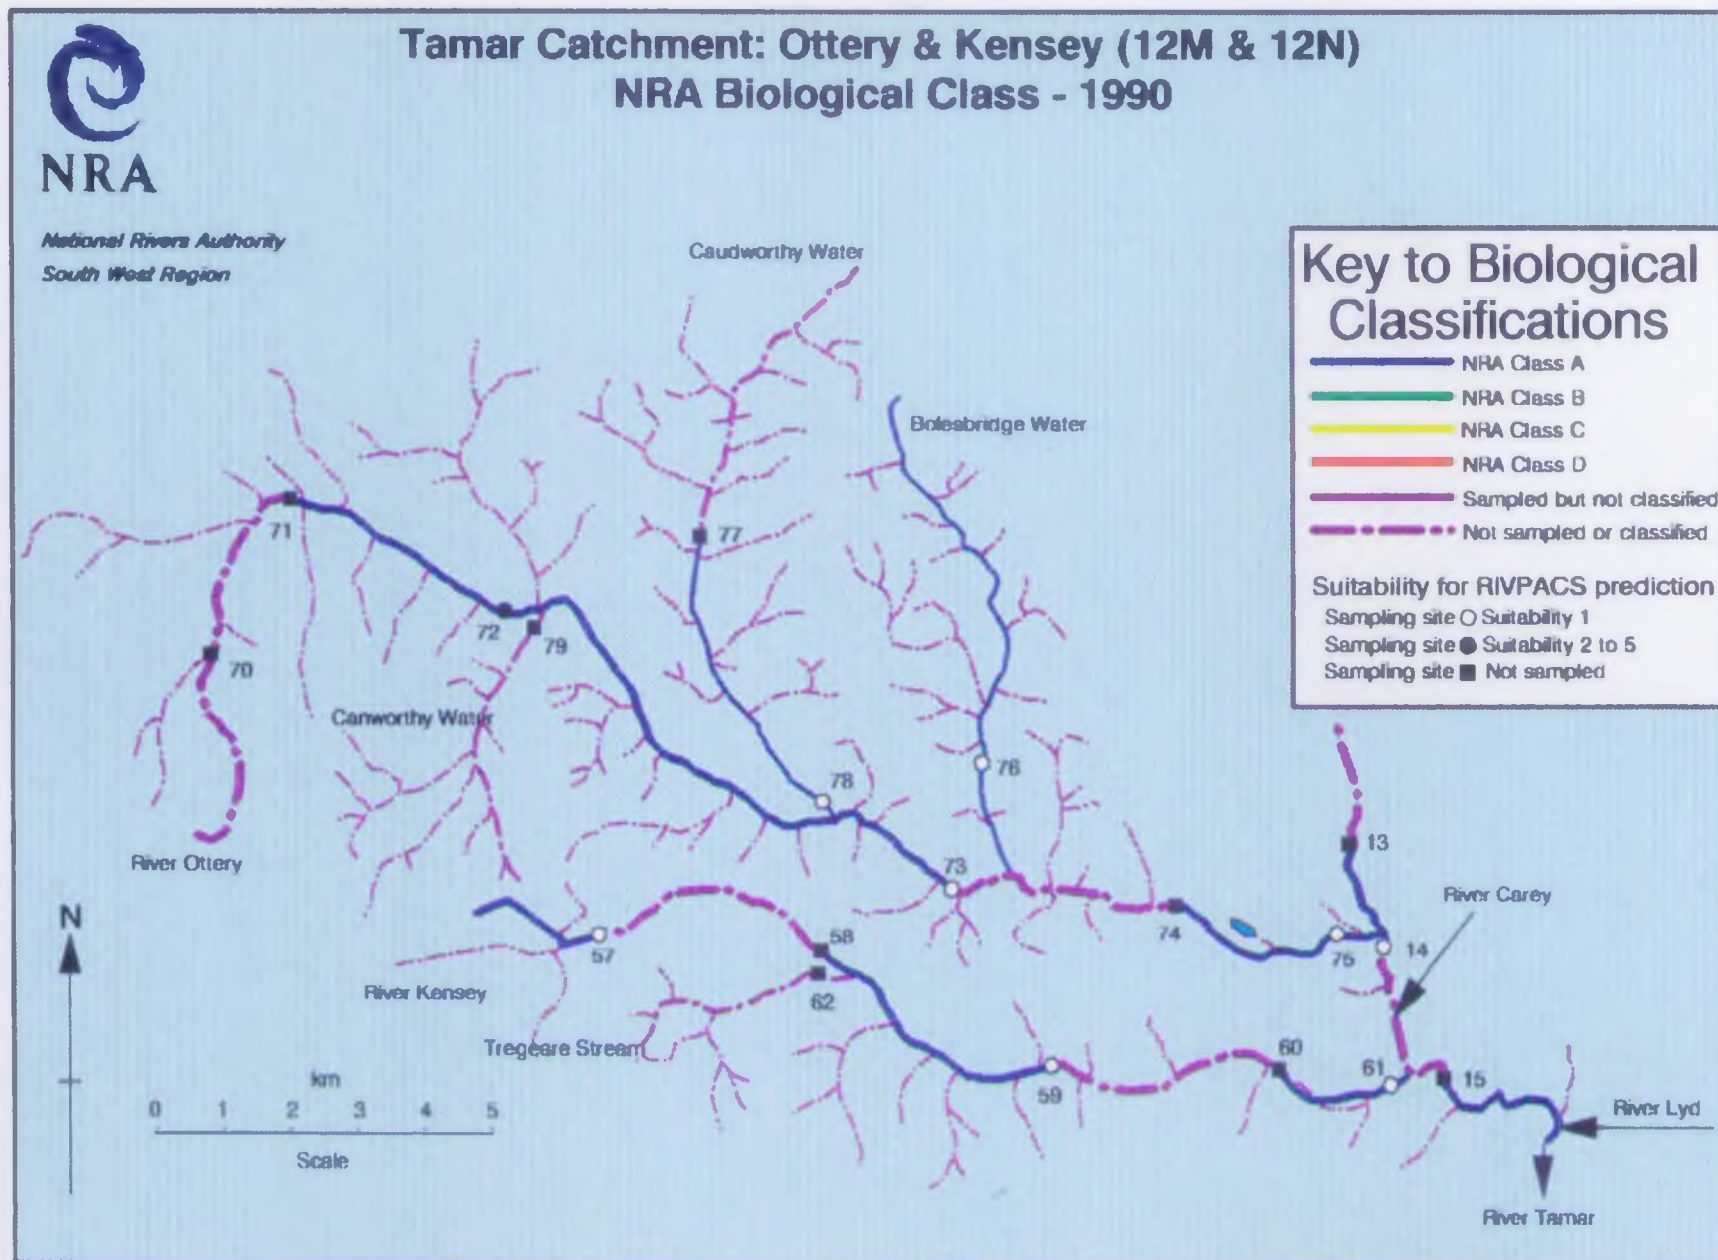 Tamar Catchment: Ottery & Kensey (12M & 12N)
NRA Biological Class - 1990
NRA
National Rivers Authority
South West Region
Caudworthy Water
Bolesbridge Water
Key to Biological
Classifications
NRA Class A
NRA Class B
NRA Class C
NRA Class D
Sampled but not classified
Not sampled or classified
Suitability for RIVPACS prediction
Sampling site Suitability 1
Sampling site Suitability 2 to 5
Sampling site Not sampled
71
77
72
79
70
Canworthy Water
76
78
13
River Ottery
73
River Carey
N
74
75
14
58
57
River Kensey
62
Tregeare Stream
60
61
59
15
km
0 1 2 3 4 5
Scale
River Lyd
River Tamar